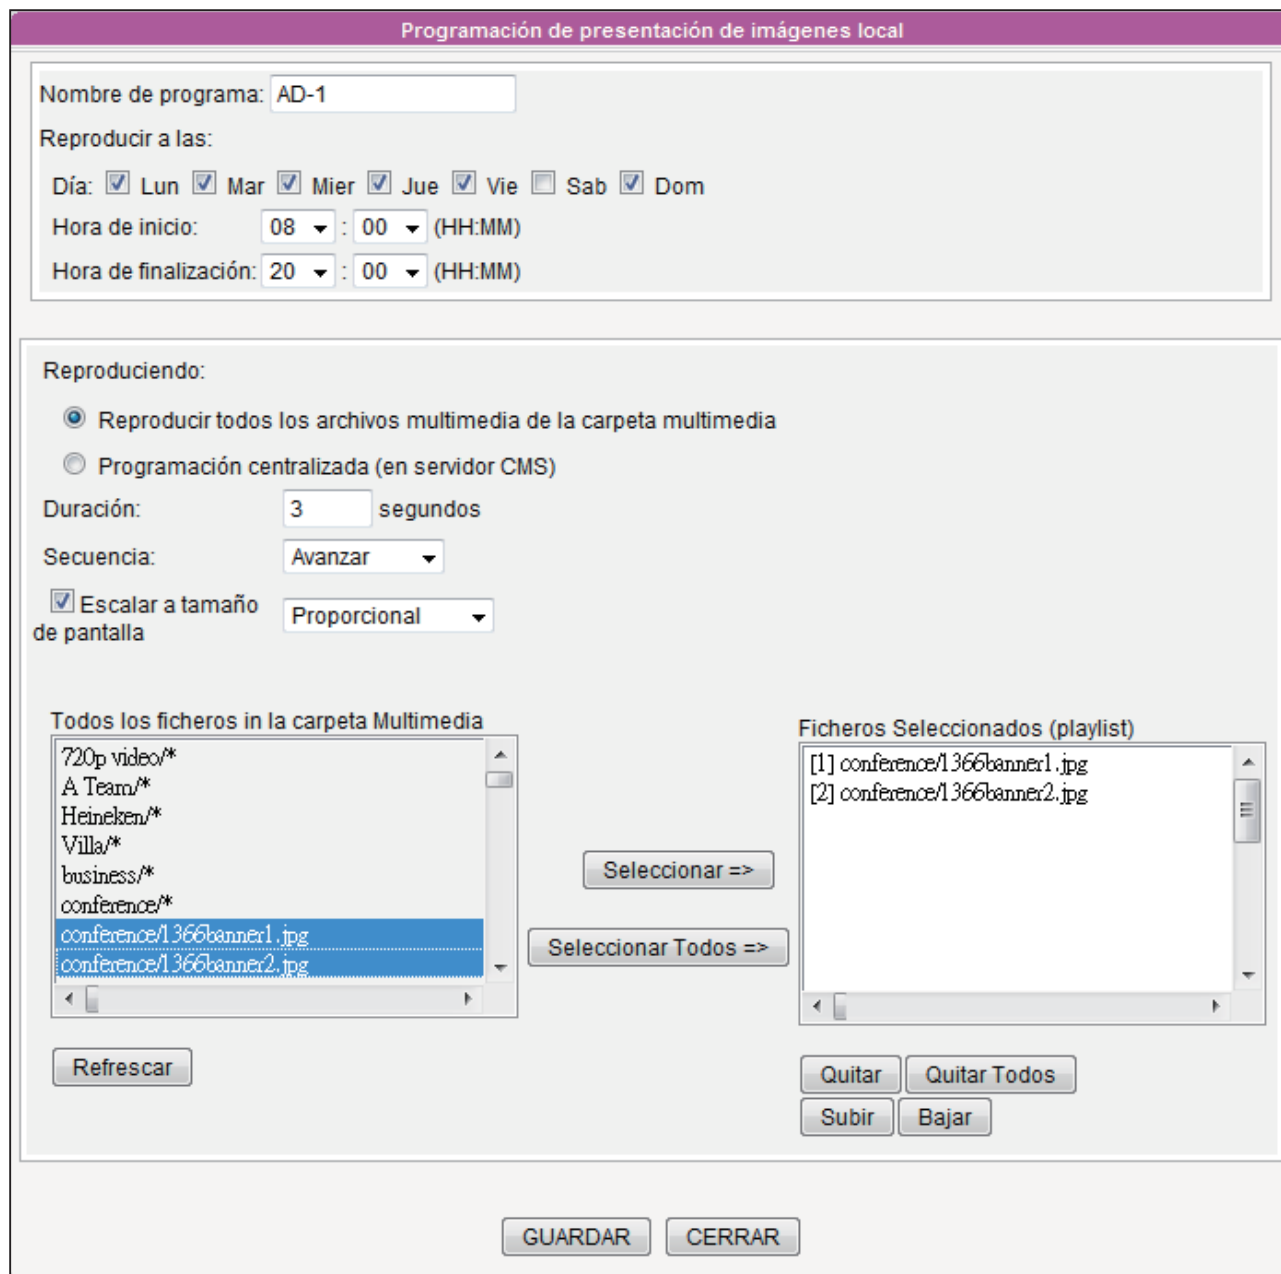 Programación de presentación de imágenes local
Nombre de programa: AD-1
Reproducir a las:
Día: Lun Mar Mier Jue Vie Sab Dom
Hora de inicio: 08 : 00 (HH:MM)
Hora de finalización: 20 : 00 (HH:MM)
Reproduciendo:
Reproducir todos los archivos multimedia de la carpeta multimedia
Programación centralizada (en servidor CMS)
Duración: 3 segundos
Secuencia: Avanzar
Escalar a tamaño
de pantalla Proporcional
Todos los ficheros in la carpeta Multimedia
720p video/*
A Team/*
Heineken/*
Villa/*
business/*
conference/*
conference/1366banner1.jpg
conference/1366banner2.jpg
Refrescar
Seleccionar =>
Seleccionar Todos =>
Ficheros Seleccionados (playlist)
[1] conference/1366banner1.jpg
[2] conference/1366banner2.jpg
Quitar Quitar Todos
Subir Bajar
GUARDAR CERRAR